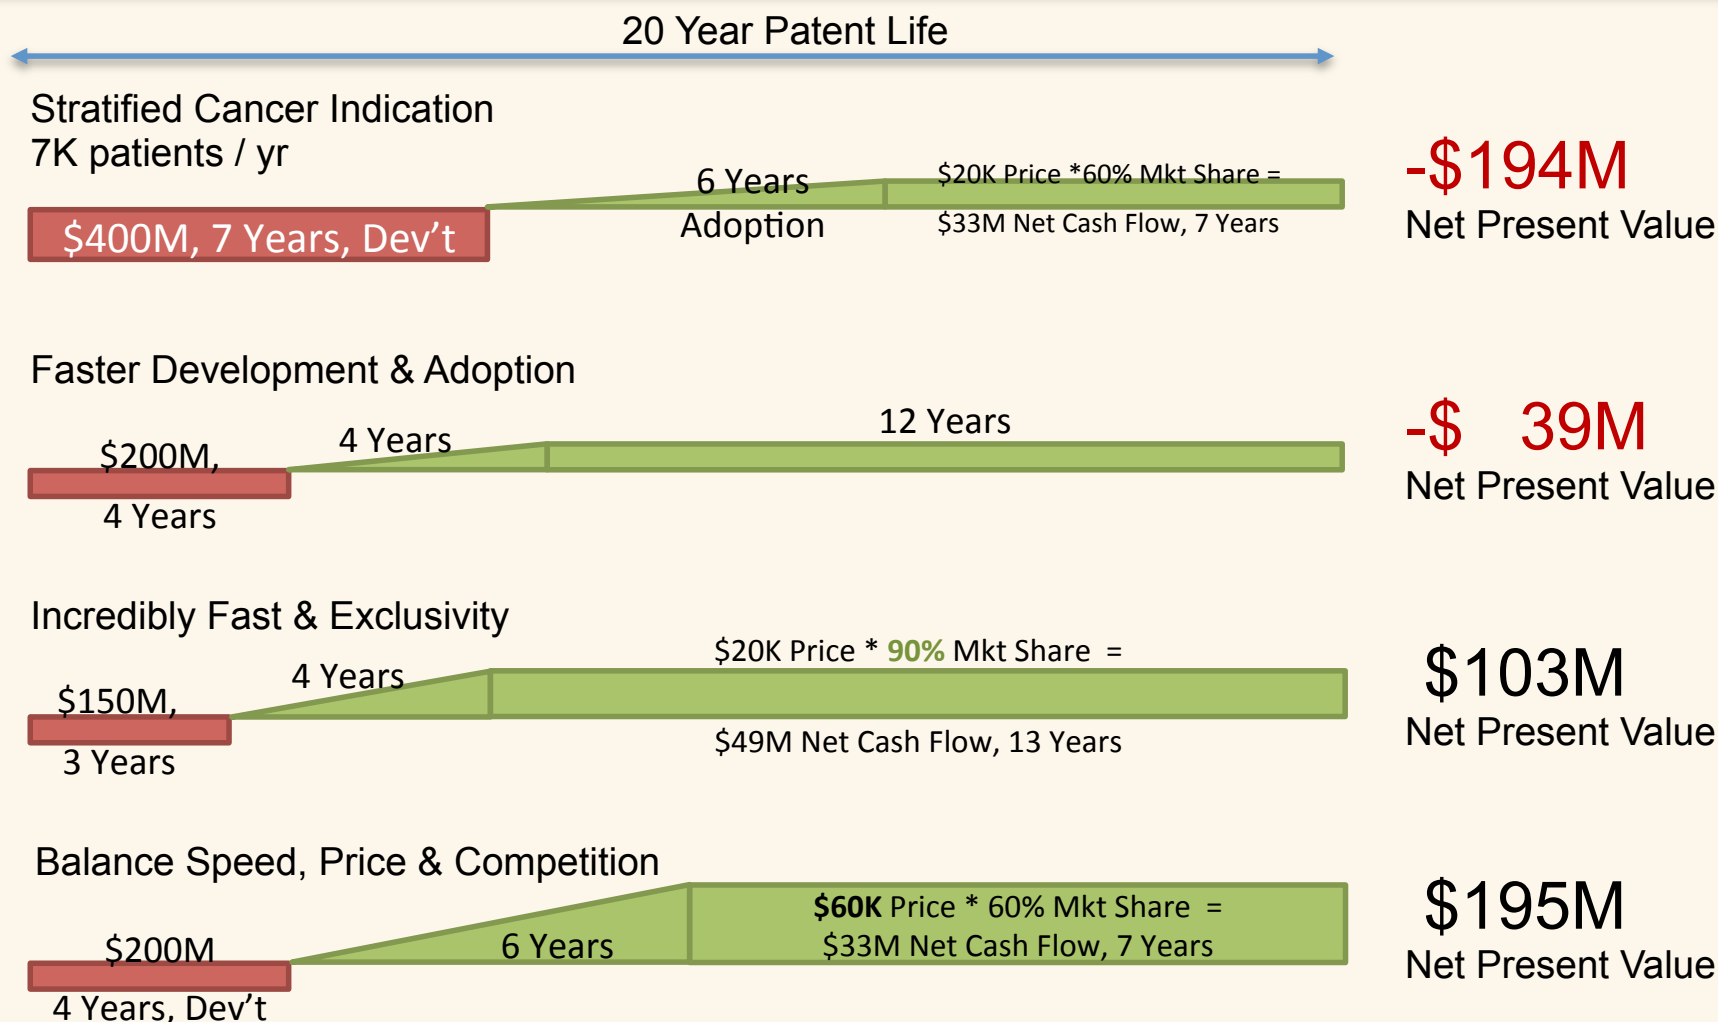 20 Year Patent Life
Stratified Cancer Indication
7K patients / yr
$400M, 7 Years, Dev't
6 Years
Adoption
$20K Price *60% Mkt Share =
$33M Net Cash Flow, 7 Years
-$194M
Net Present Value
Faster Development & Adoption
$200M,
4 Years
4 Years
12 Years
-$ 39M
Net Present Value
Incredibly Fast & Exclusivity
$150M,
3 Years
4 Years
$20K Price * 90% Mkt Share =
$49M Net Cash Flow, 13 Years
$103M
Net Present Value
Balance Speed, Price & Competition
$200M
4 Years, Dev't
6 Years
$60K Price * 60% Mkt Share =
$33M Net Cash Flow, 7 Years
$195M
Net Present Value